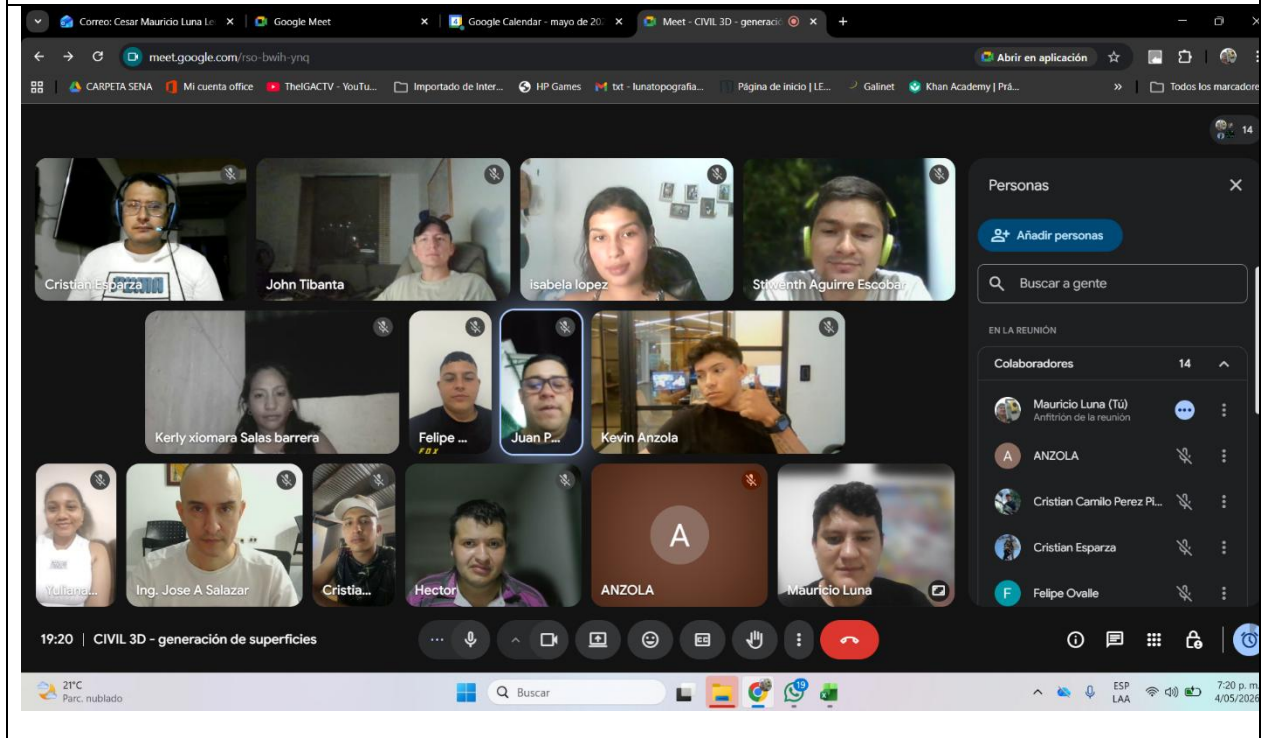 Correo: Cesar Mauricio Luna Le
Google Meet
Google Calendar - mayo de 202
Meet - CIVIL 3D - generació
meet.google.com/rso-bwih-ynq
Abrir en aplicación
CARPETA SENA
Mi cuenta office
TheIGACTV - YouTu...
Importado de Inter...
HP Games
txt - lunatopografia...
Página de inicio | LE...
Galinet
Khan Academy | Prá...
»
Todos los marcadore
14
Cristian Esparza
John Tibanta
isabela lopez
Stiwenth Aguirre Escobar
Kerly xiomara Salas barrera
Felipe ...
FOX
Juan P...
Kevin Anzola
Yuliana...
Ing. Jose A Salazar
Cristia...
Hector
A
ANZOLA
Mauricio Luna
Personas
Añadir personas
Buscar a gente
EN LA REUNIÓN
Colaboradores 14
Mauricio Luna (Tú)
Anfitrión de la reunión
A ANZOLA
Cristian Camilo Perez Pi...
Cristian Esparza
F Felipe Ovalle
19:20 | CIVIL 3D - generación de superficies
21°C
Parc. nublado
Buscar
19
ESP
LAA
7:20 p. m.
4/05/2026